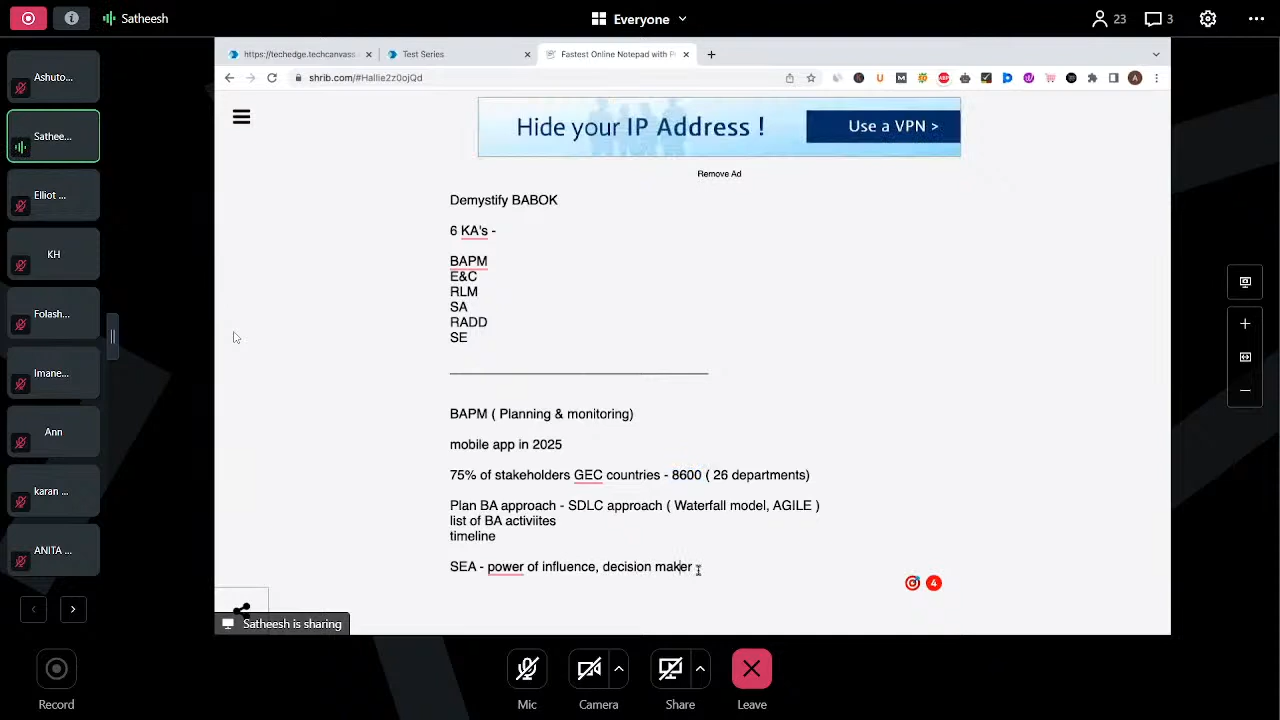 Satheesh
Everyone
23
3
Ashuto...
Sathee...
Elliot ...
KH
Folash...
Imane...
Ann
karan ...
ANITA ...
https://techedge.techcanvass
Test Series
Fastest Online Notepad with P
shrib.com/#Hallie2z0ojQd
A
Hide your IP Address !
Use a VPN >
Remove Ad
Demystify BABOK
6 KA's -
BAPM
E&C
RLM
SA
RADD
SE
BAPM ( Planning & monitoring)
mobile app in 2025
75% of stakeholders GEC countries - 8600 ( 26 departments)
Plan BA approach - SDLC approach ( Waterfall model, AGILE )
list of BA activiites
timeline
SEA - power of influence, decision maker
4
Satheesh is sharing
Record
Mic
Camera
Share
Leave